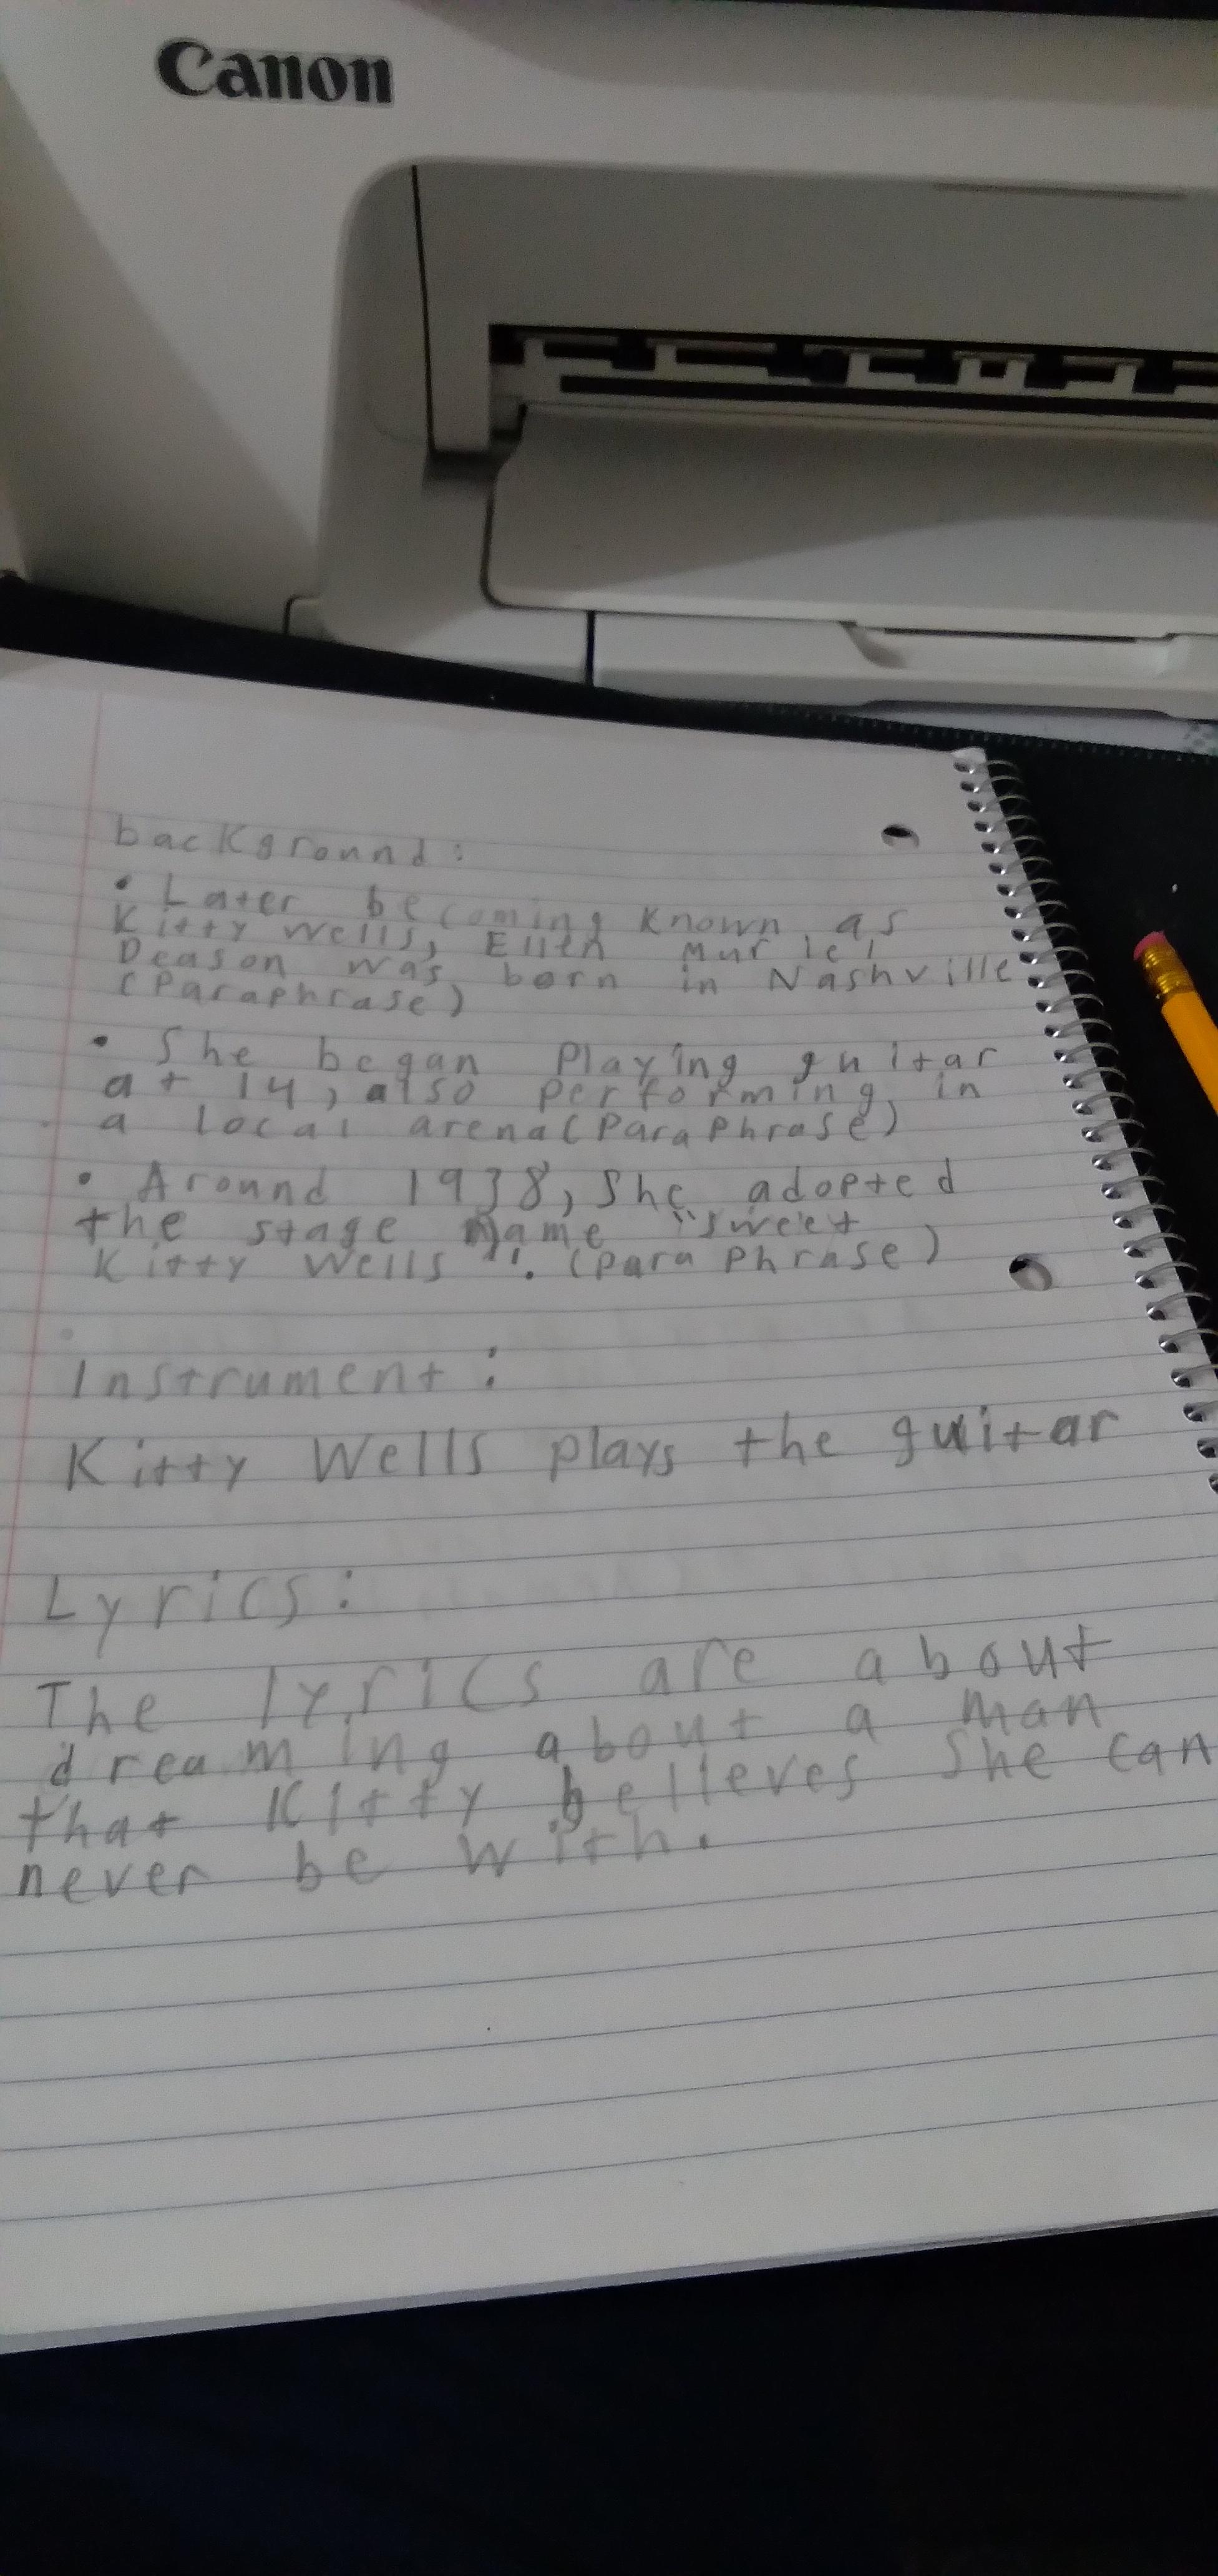 Canon
background:
• Later becoming known as
Kitty Wells, Ellen Muriel
Deason was born in Nashville
(Paraphrase)
• She began Playing guitar
at 14, also performing in
a local arena (ParaPhrase)
• Around 1938, She adopted
the stage name "sweet
Kitty Wells". (ParaPhrase)
Instrument:
Kitty Wells plays the guitar
Lyrics:
The lyrics are about
dreaming about a man
that Kitty believes She can
never be with.